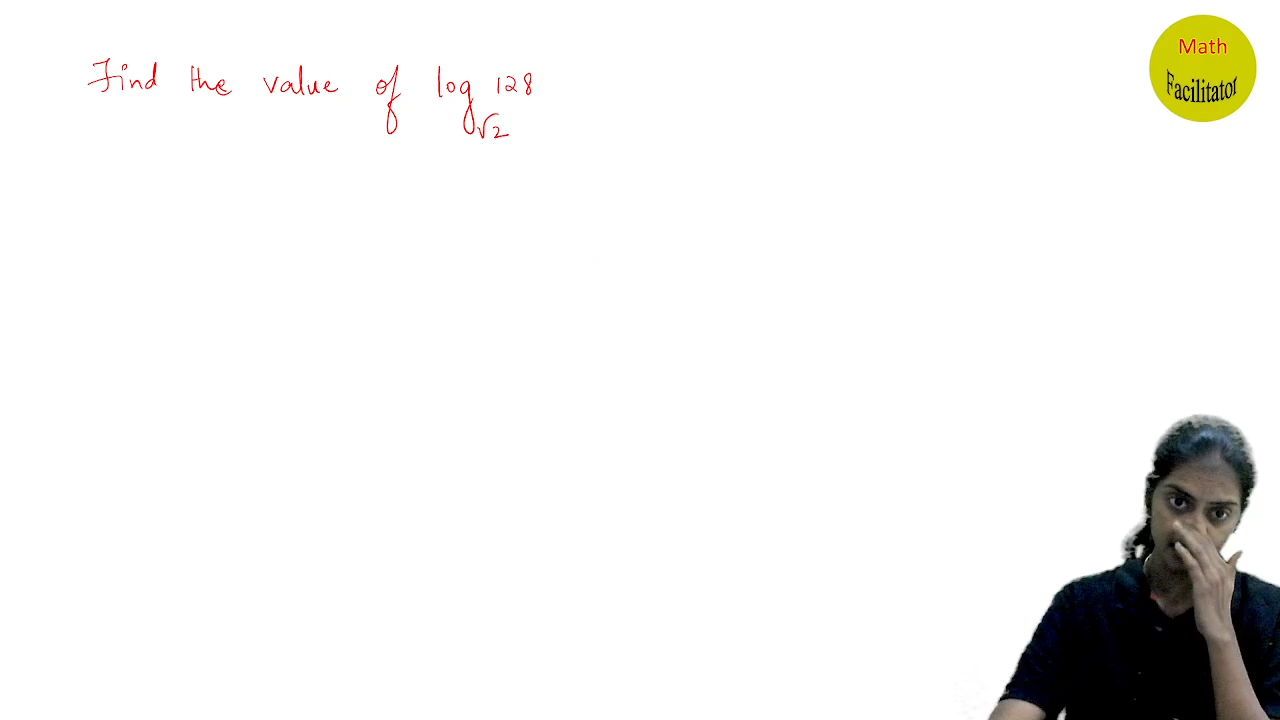 Find the value of log 128
√2
Math
Facilitator